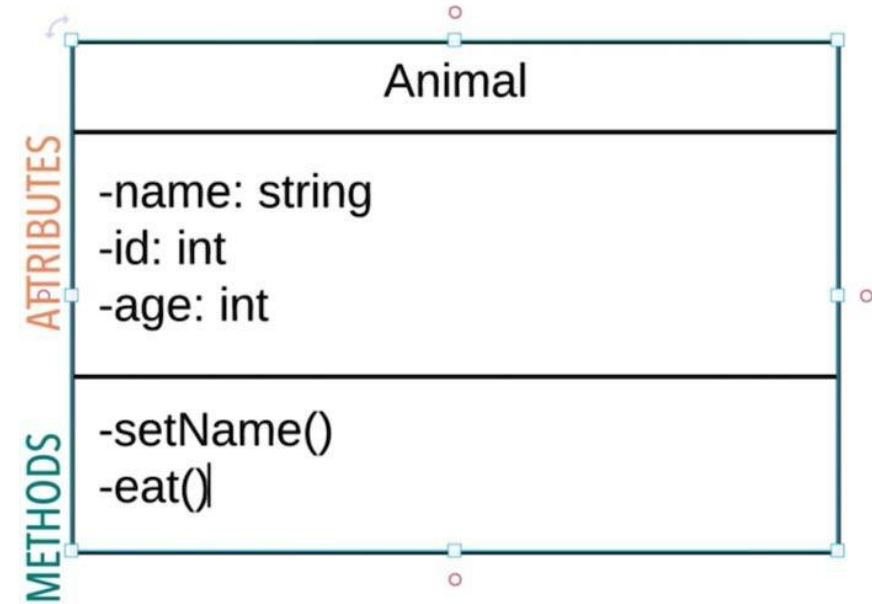 Animal
ATTRIBUTES
-name: string
-id: int
-age: int
METHODS
-setName()
-eat()